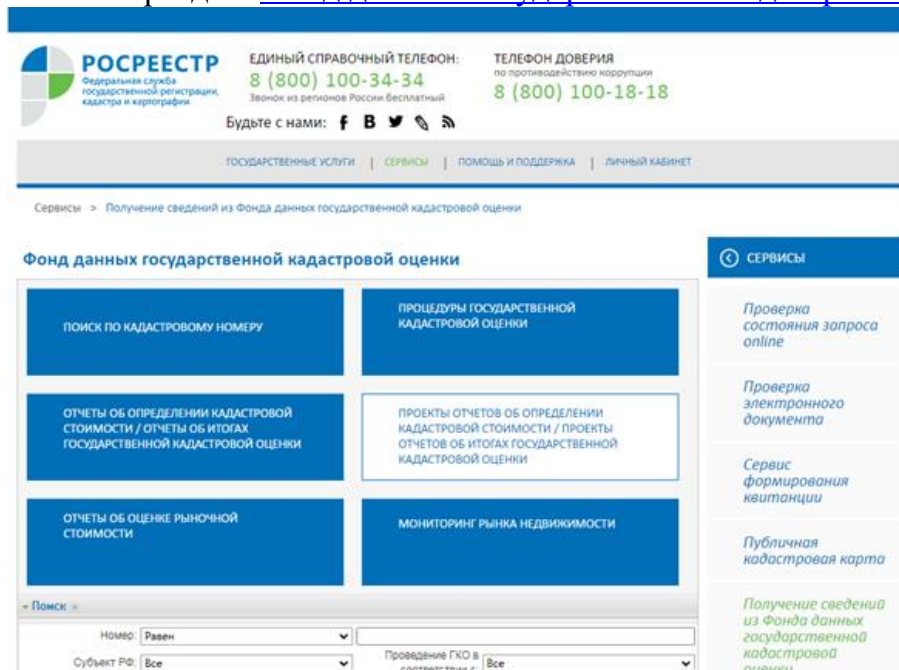 РОСРЕЕСТР
Федеральная служба
государственной регистрации,
кадастра и картографии
ЕДИНЫЙ СПРАВОЧНЫЙ ТЕЛЕФОН:
8 (800) 100-34-34
Звонок из регионов России бесплатный
ТЕЛЕФОН ДОВЕРИЯ
по противодействию коррупции
8 (800) 100-18-18
Будьте с нами:
ГОСУДАРСТВЕННЫЕ УСЛУГИ | СЕРВИСЫ | ПОМОЩЬ И ПОДДЕРЖКА | ЛИЧНЫЙ КАБИНЕТ
Сервисы > Получение сведений из Фонда данных государственной кадастровой оценки
Фонд данных государственной кадастровой оценки
ПОИСК ПО КАДАСТРОВОМУ НОМЕРУ
ПРОЦЕДУРЫ ГОСУДАРСТВЕННОЙ
КАДАСТРОВОЙ ОЦЕНКИ
ОТЧЕТЫ ОБ ОПРЕДЕЛЕНИИ КАДАСТРОВОЙ
СТОИМОСТИ / ОТЧЕТЫ ОБ ИТОГАХ
ГОСУДАРСТВЕННОЙ КАДАСТРОВОЙ ОЦЕНКИ
ПРОЕКТЫ ОТЧЕТОВ ОБ ОПРЕДЕЛЕНИИ
КАДАСТРОВОЙ СТОИМОСТИ / ПРОЕКТЫ
ОТЧЕТОВ ОБ ИТОГАХ ГОСУДАРСТВЕННОЙ
КАДАСТРОВОЙ ОЦЕНКИ
ОТЧЕТЫ ОБ ОЦЕНКЕ РЫНОЧНОЙ
СТОИМОСТИ
МОНИТОРИНГ РЫНКА НЕДВИЖИМОСТИ
Поиск
Номер: Равен
Субъект РФ: Все
Проведение ГКО в
соответствии с: Все
СЕРВИСЫ
Проверка
состояния запроса
online
Проверка
электронного
документа
Сервис
формирования
квитанции
Публичная
кадастровая карта
Получение сведений
из Фонда данных
государственной
кадастровой
оценки